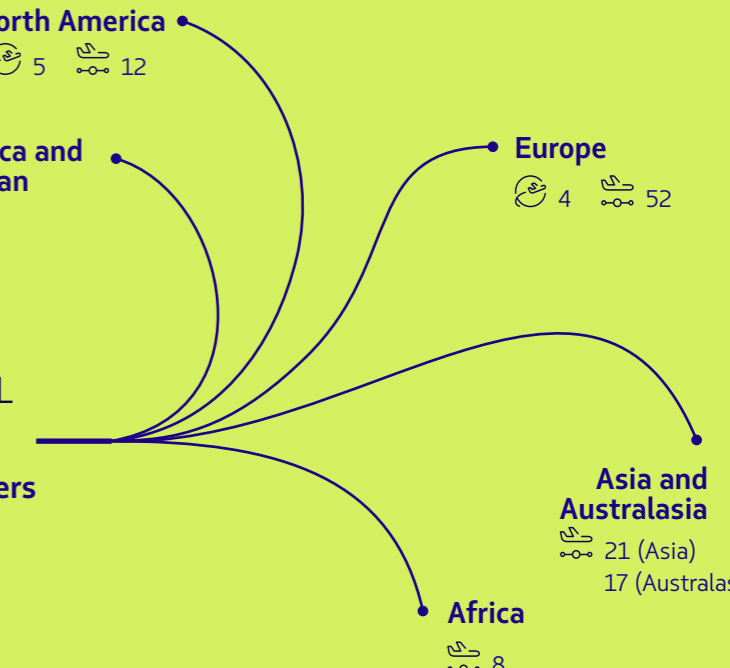 orth America
5 12
ca and
an
Europe
4 52
L
ers
Asia and
Australasia
21 (Asia)
17 (Australas
Africa
8